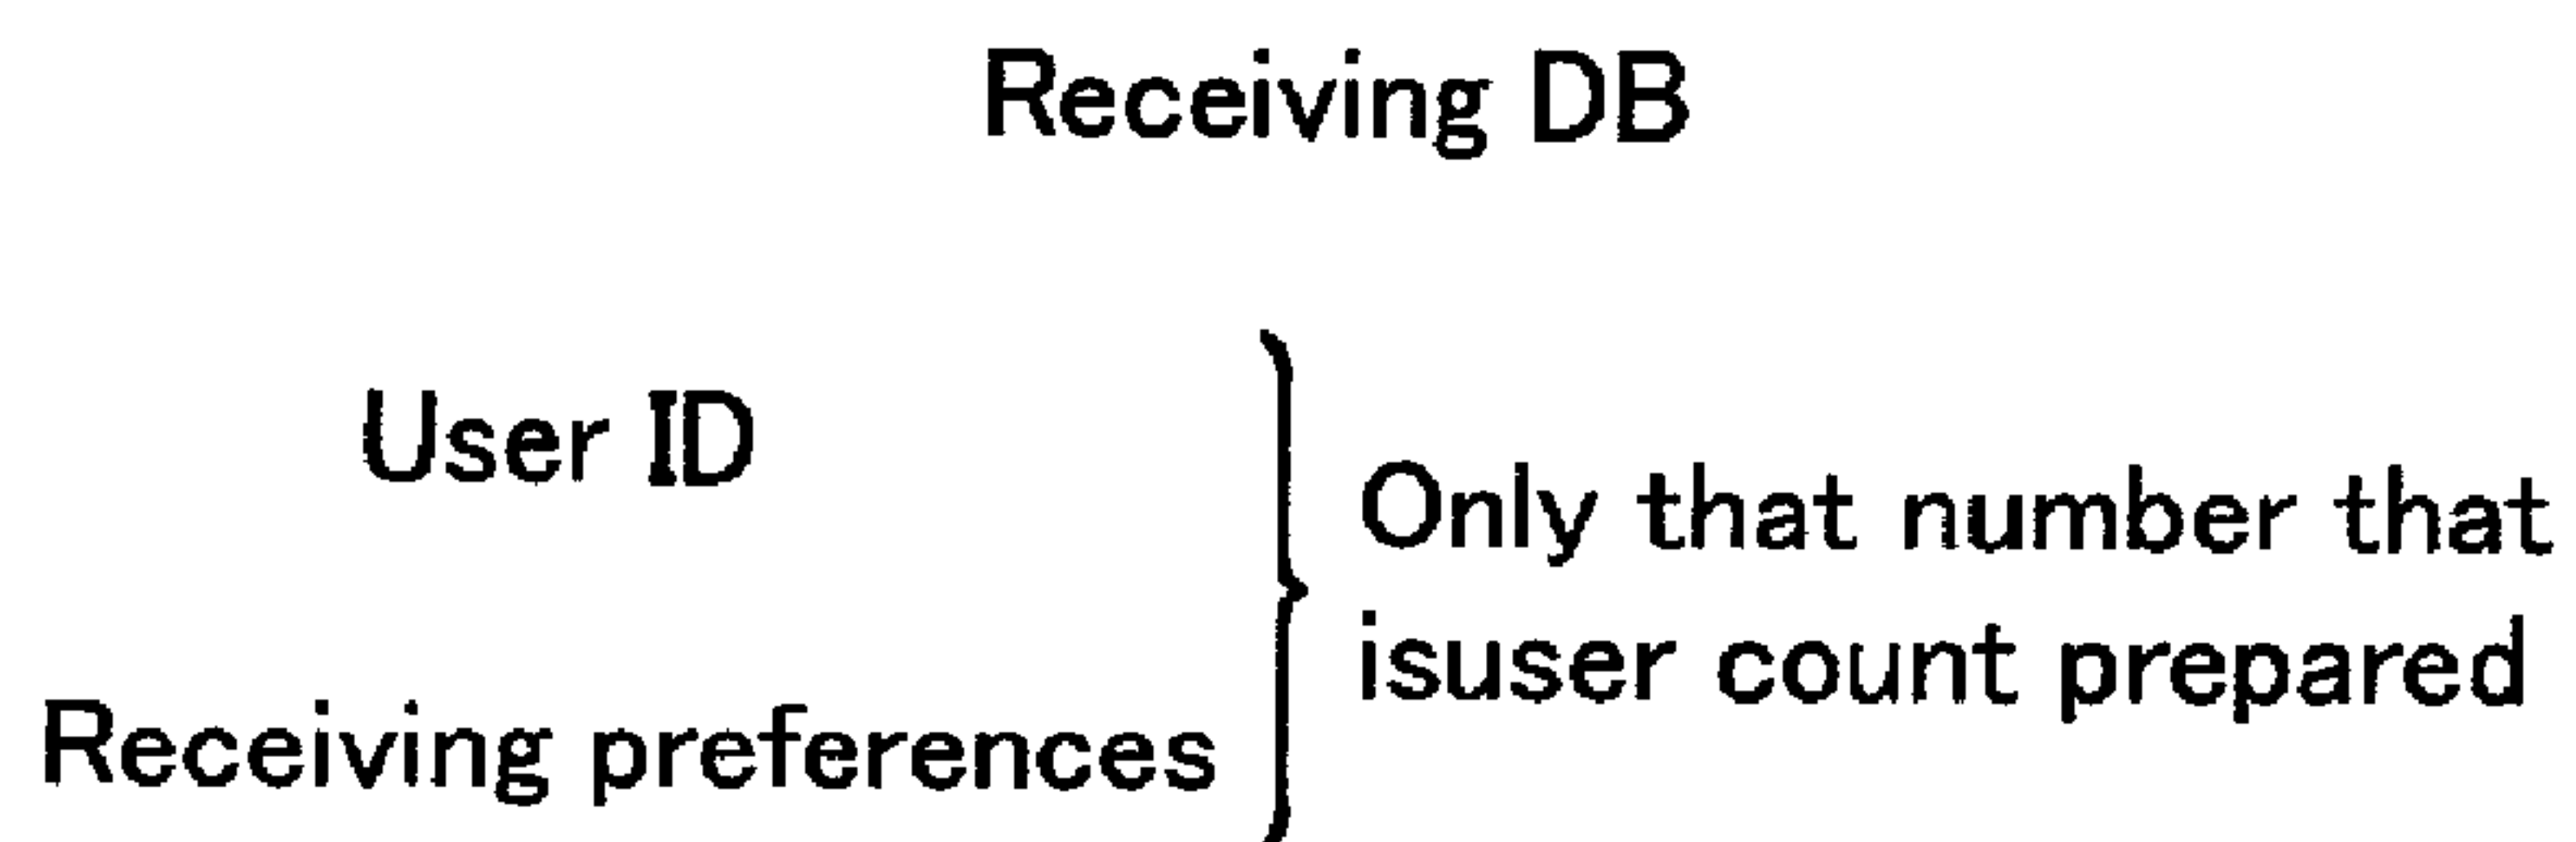 Receiving DB
User ID
Only that number that
isuser count prepared
Receiving preferences